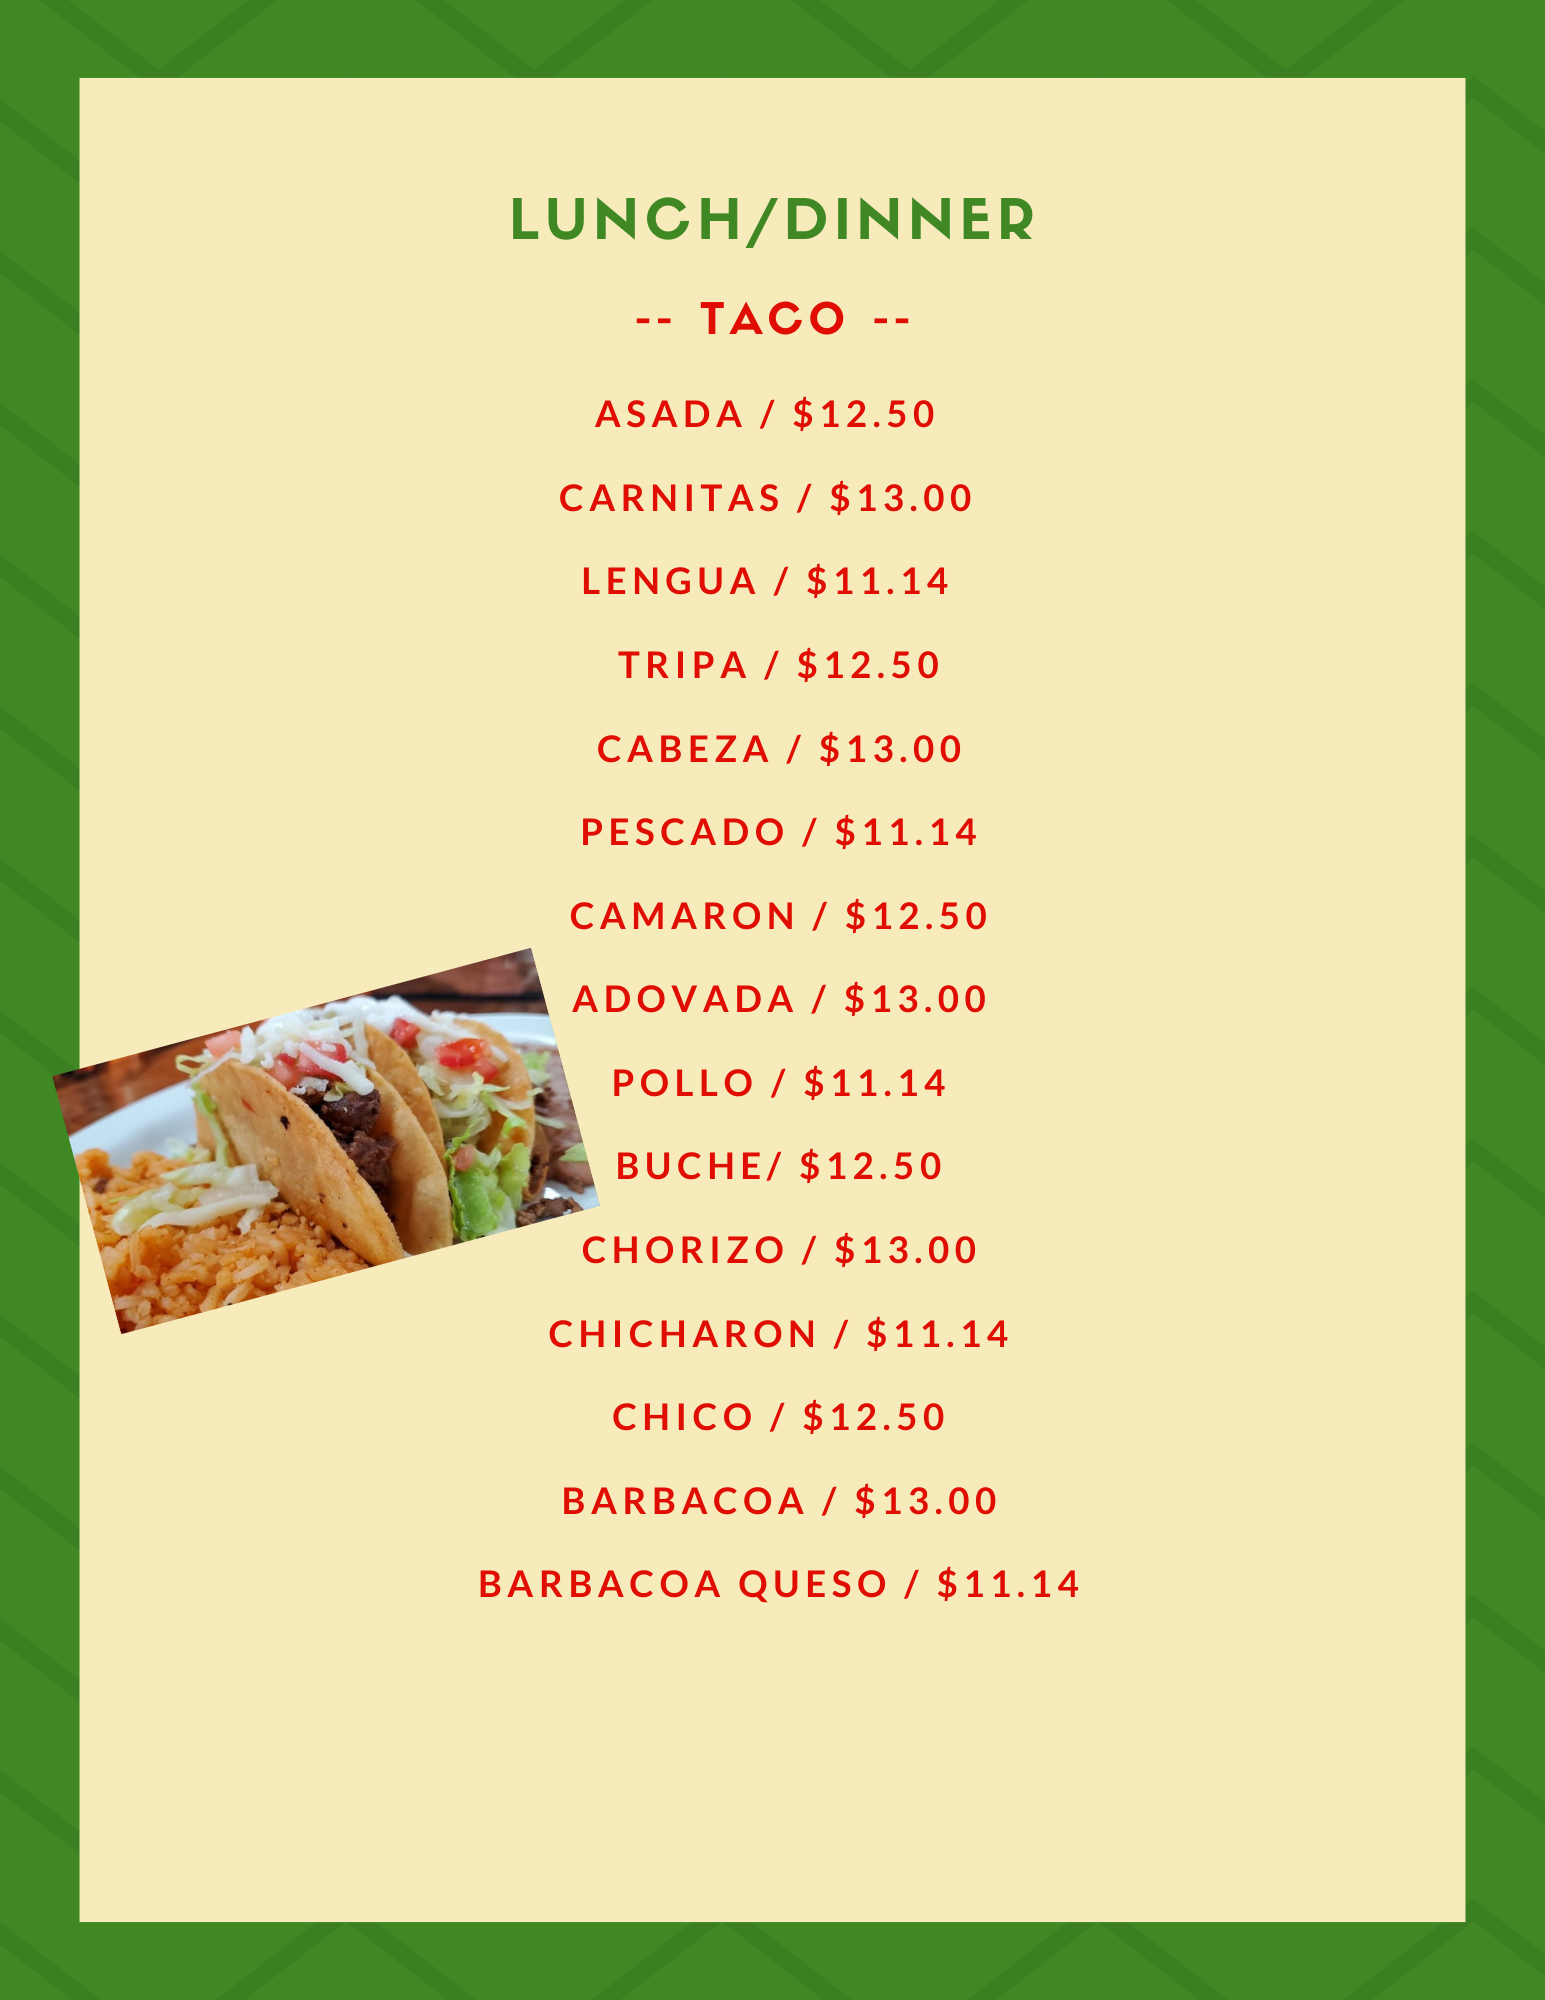 LUNCH/DINNER
-- TACO --
ASADA / $12.50
CARNITAS / $13.00
LENGUA / $11.14
TRIPA / $12.50
CABEZA / $13.00
PESCADO / $11.14
CAMARON / $12.50
ADOVADA / $13.00
POLLO / $11.14
BUCHE/ $12.50
CHORIZO / $13.00
CHICHARON / $11.14
CHICO / $12.50
BARBACOA / $13.00
BARBACOA QUESO / $11.14